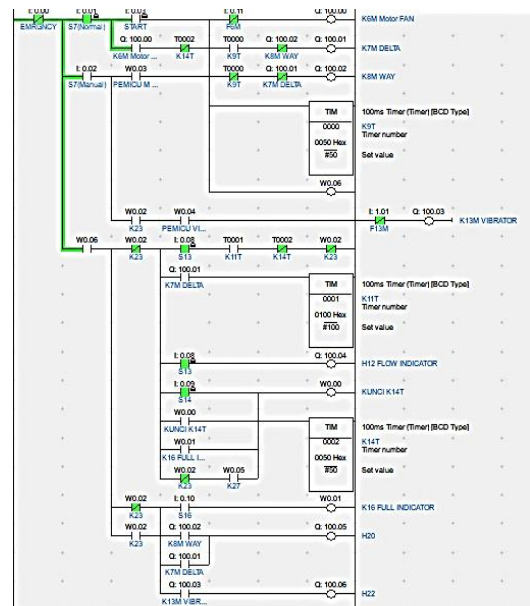 I: 0.00 I: 0.01 I: 0.03 I: 0.11 Q: 100.00
EMRGNCY S7(Normal) START F6M K6M Motor FAN
Q: 100.00 T0002 T0000 Q: 100.02 Q: 100.01
K6M Motor ... K14T K9T K8M WAY K7M DELTA
I: 0.02 W0.03 T0000 Q: 100.01 Q: 100.02
S7(Manual) PEMICU M ... K9T K7M DELTA K8M WAY
TIM 100ms Timer (Timer) [BCD Type]
0000 K9T
Timer number
0050 Hex
#50 Set value
W0.06
W0.02 W0.04 I: 1.01 Q: 100.03
K23 PEMICU VI... F13M K13M VIBRATOR
W0.06 W0.02 I: 0.08 T0001 T0002 W0.02
K23 S13 K11T K14T K23
Q: 100.01
K7M DELTA
TIM 100ms Timer (Timer) [BCD Type]
0001 K11T
Timer number
0100 Hex
#100 Set value
I: 0.08 Q: 100.04
S13 H12 FLOW INDICATOR
I: 0.09 W0.00
S14 KUNCI K14T
W0.00
KUNCI K14T
TIM 100ms Timer (Timer) [BCD Type]
W0.01 0002 K14T
K16 FULL I... Timer number
0050 Hex
W0.02 W0.05 #50 Set value
K23 K27
W0.02 I: 0.10 W0.01
K23 S16 K16 FULL INDICATOR
W0.02 Q: 100.02 Q: 100.05
K23 K8M WAY H20
Q: 100.01
K7M DELTA
Q: 100.03 Q: 100.06
K13M VIBR... H22